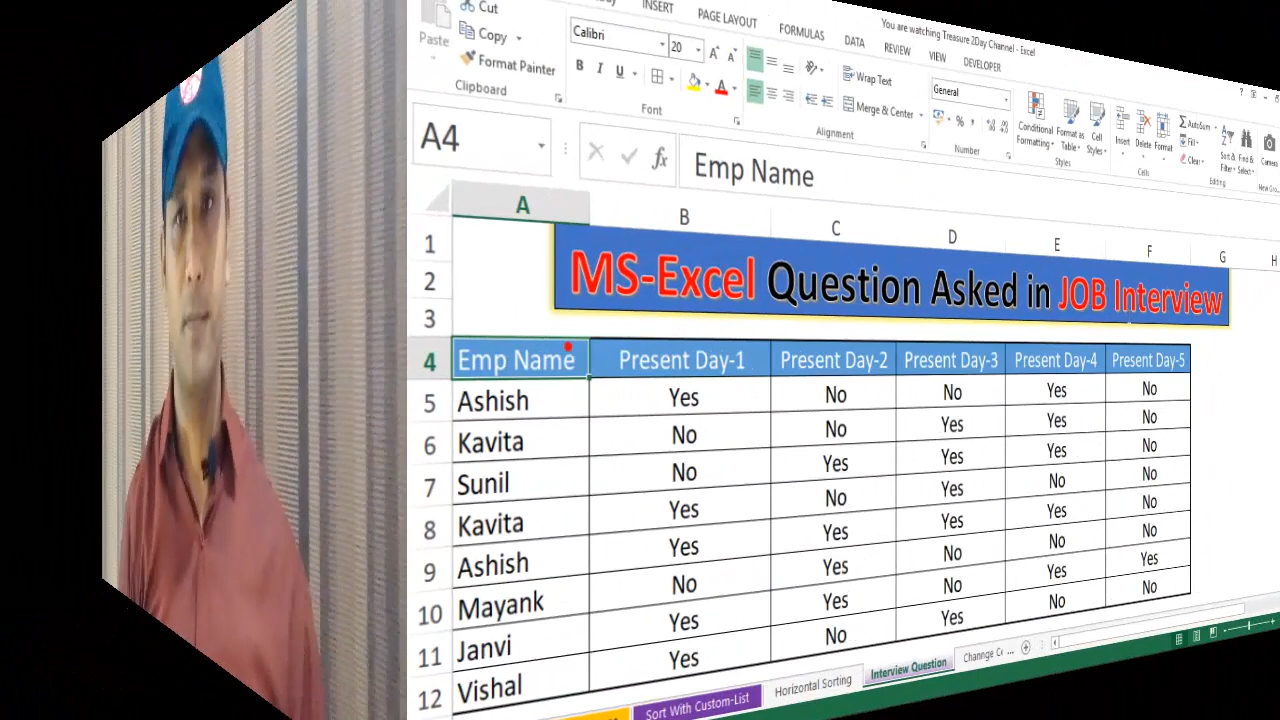 INSERT PAGE LAYOUT FORMULAS DATA REVIEW VIEW DEVELOPER
You are watching Treasure 2Day Channel - Excel
Cut
Copy
Format Painter
Paste
Clipboard
Calibri 20
B I U
Font
Wrap Text
Merge & Center
Alignment
General
%
Number
Conditional Formatting
Format as Table
Cell Styles
Styles
Insert Delete Format
Cells
AutoSum
Fill
Clear
Sort & Filter
Find & Select
Editing
Camera
A4
fx
Emp Name
A B C D E F G H
1
2
3
MS-Excel Question Asked in JOB Interview
4 Emp Name Present Day-1 Present Day-2 Present Day-3 Present Day-4 Present Day-5
5 Ashish Yes No No Yes No
6 Kavita No No Yes Yes No
7 Sunil No Yes Yes Yes No
8 Kavita Yes No Yes No No
9 Ashish Yes Yes Yes Yes No
10 Mayank No Yes No No No
11 Janvi Yes Yes No Yes Yes
12 Vishal Yes No Yes No No
Sort With Custom-List
Horizontal Sorting
Interview Question